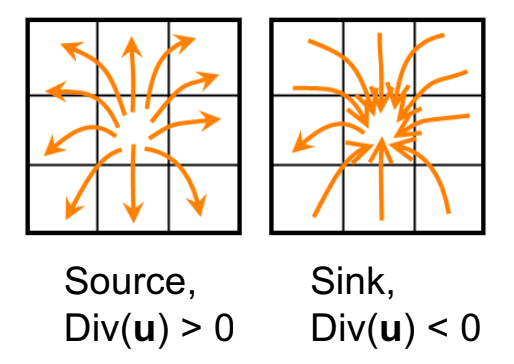 Source,
Div(u) > 0
Sink,
Div(u) < 0